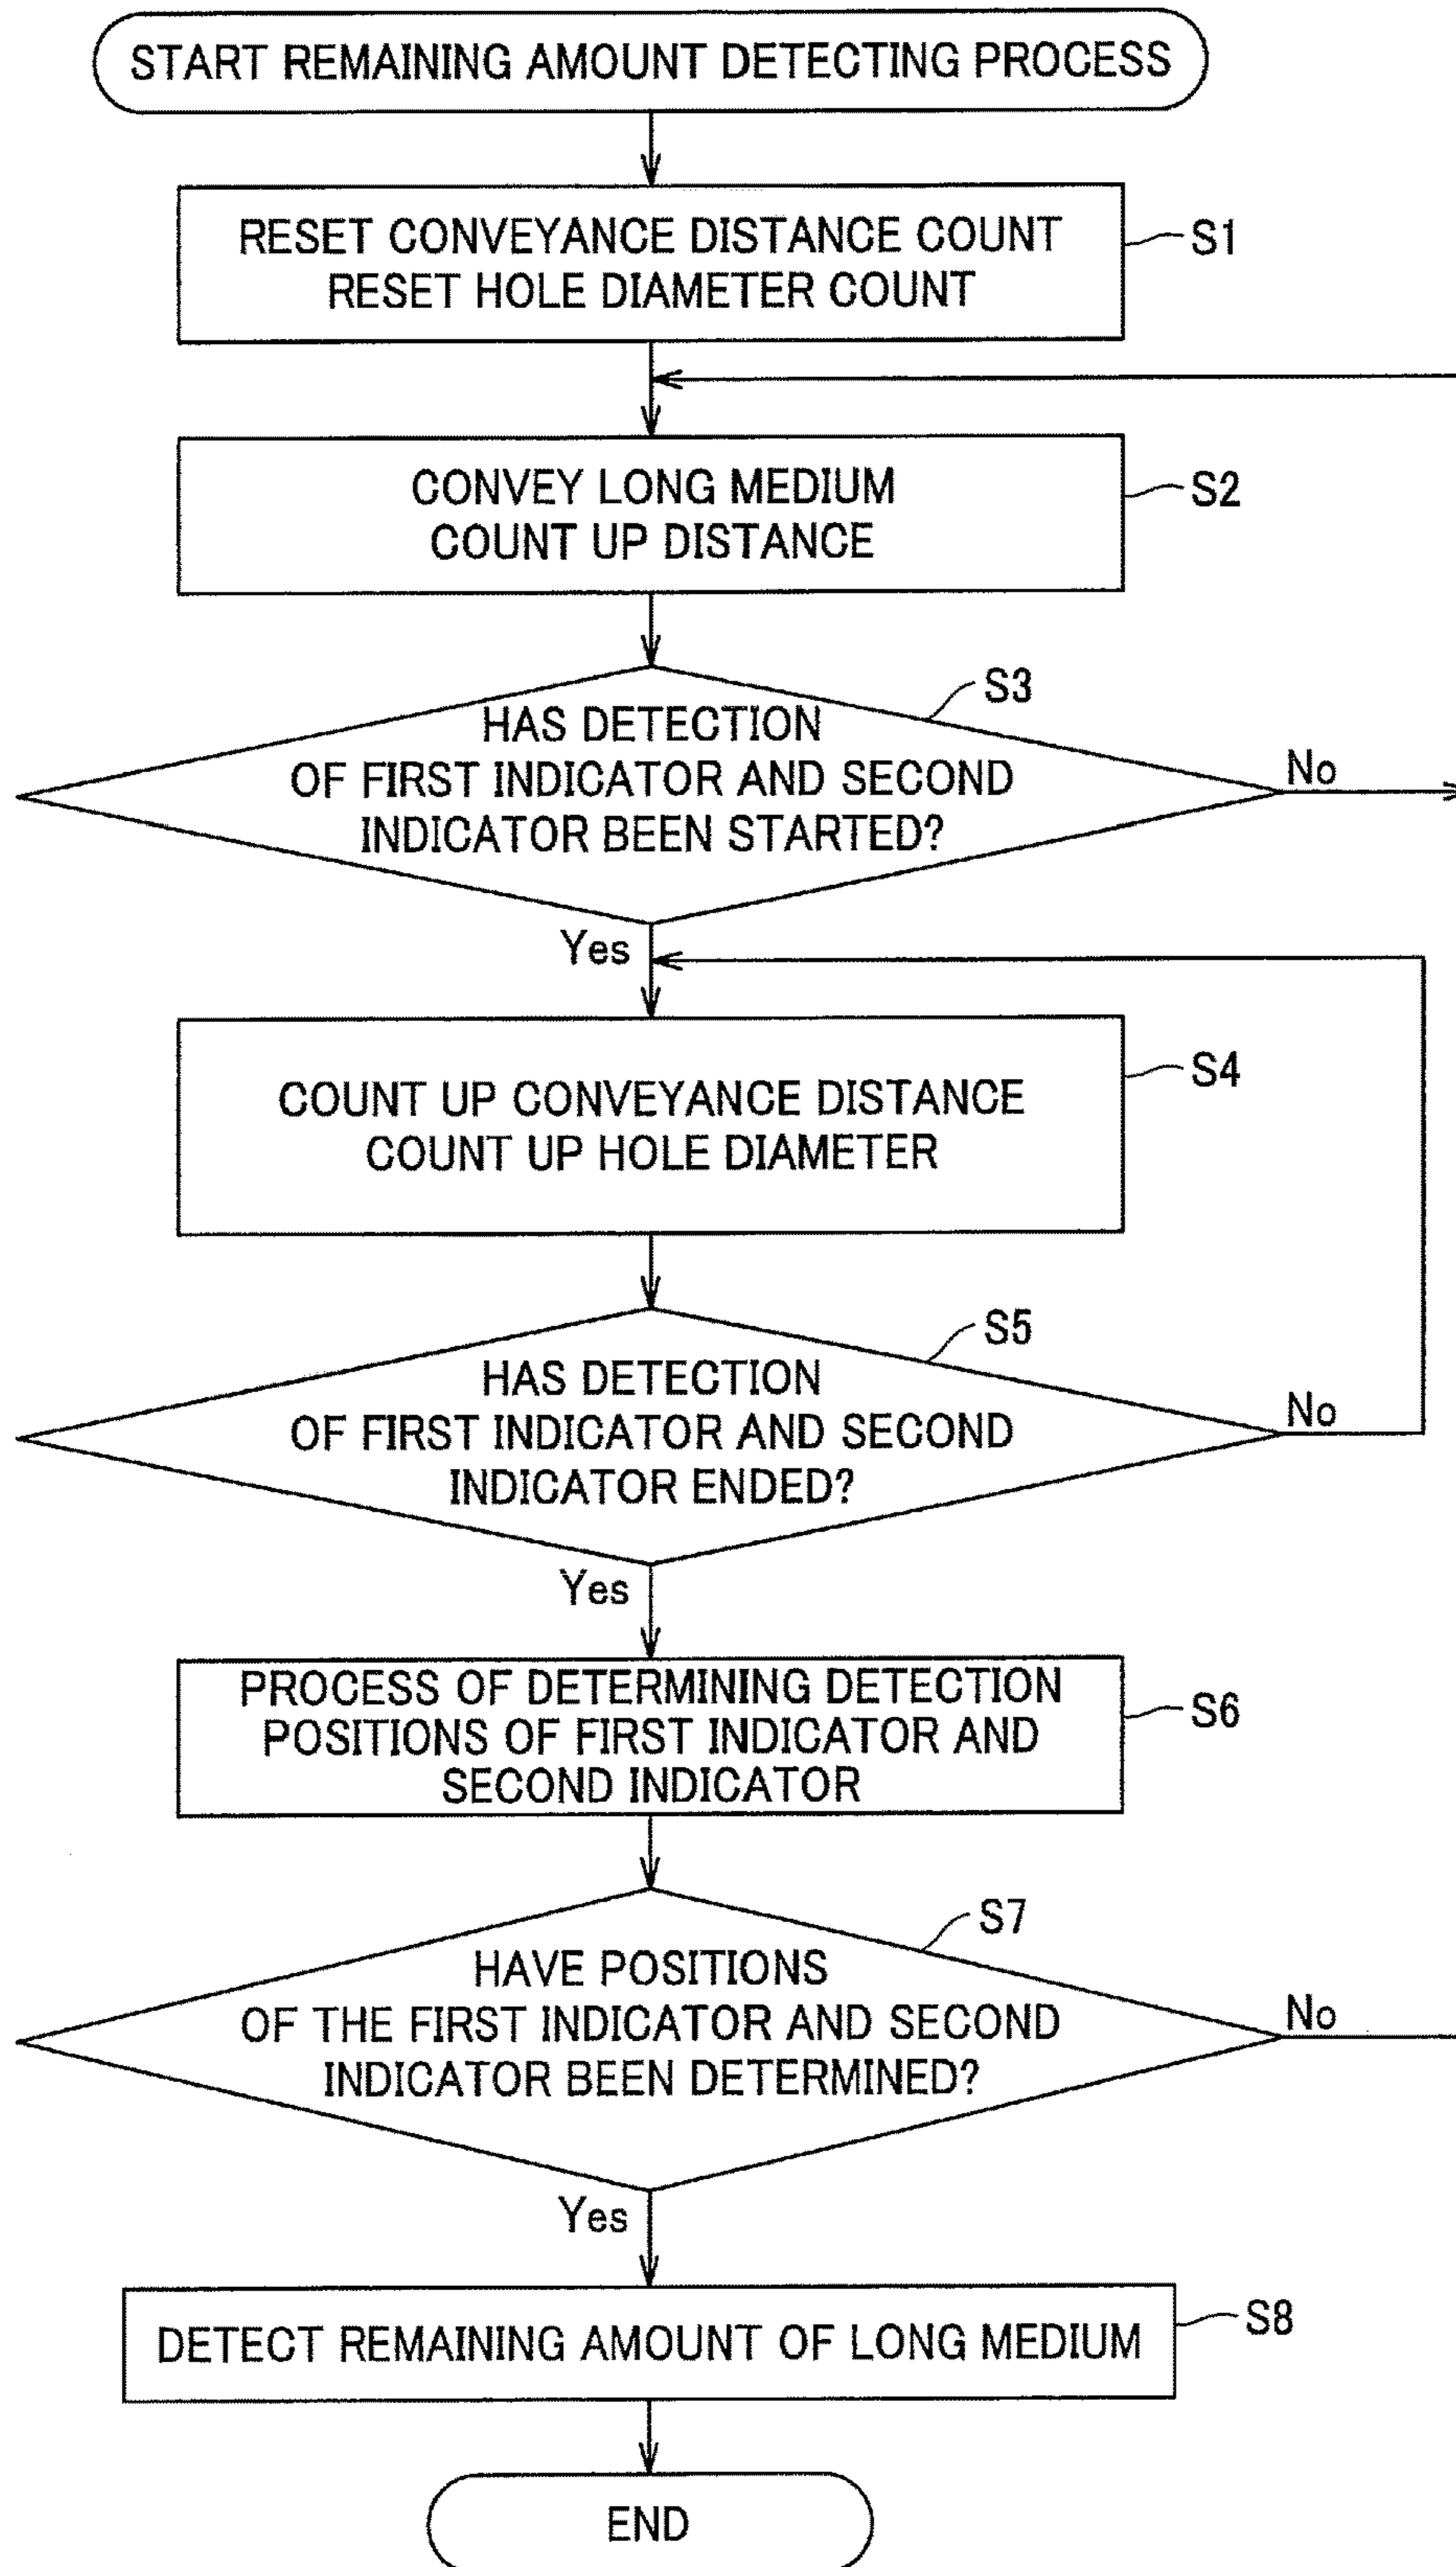 START REMAINING AMOUNT DETECTING PROCESS
RESET CONVEYANCE DISTANCE COUNT
RESET HOLE DIAMETER COUNT
S1
CONVEY LONG MEDIUM
COUNT UP DISTANCE
S2
S3
HAS DETECTION
OF FIRST INDICATOR AND SECOND
INDICATOR BEEN STARTED?
No
Yes
COUNT UP CONVEYANCE DISTANCE
COUNT UP HOLE DIAMETER
S4
S5
HAS DETECTION
OF FIRST INDICATOR AND SECOND
INDICATOR ENDED?
No
Yes
PROCESS OF DETERMINING DETECTION
POSITIONS OF FIRST INDICATOR AND
SECOND INDICATOR
S6
S7
HAVE POSITIONS
OF THE FIRST INDICATOR AND SECOND
INDICATOR BEEN DETERMINED?
No
Yes
DETECT REMAINING AMOUNT OF LONG MEDIUM
S8
END